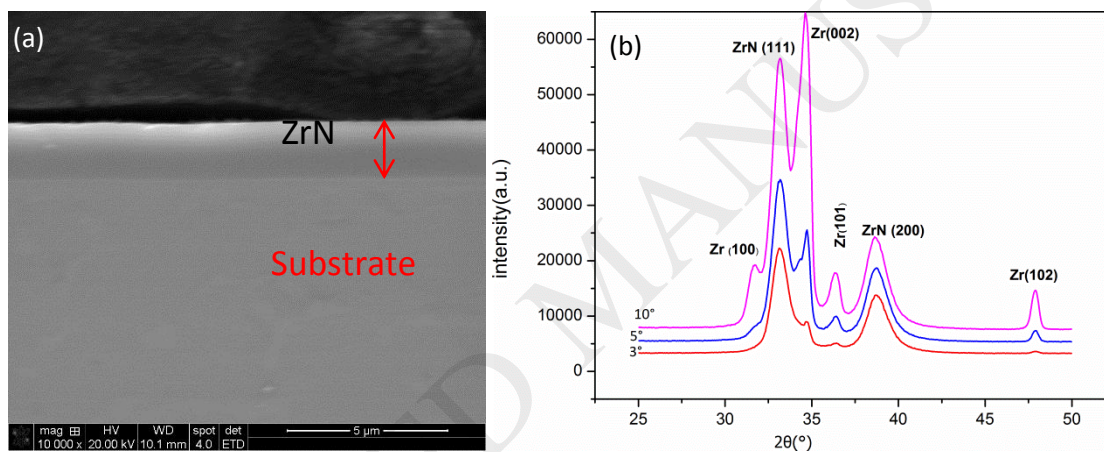 (a)
ZrN
Substrate
mag ⊞ HV WD spot det
10 000 x 20.00 kV 10.1 mm 4.0 ETD
5 µm
(b)
60000
50000
40000
30000
20000
10000
0
intensity(a.u.)
Zr(002)
ZrN (111)
Zr (100)
Zr(101)
ZrN (200)
Zr(102)
10°
5°
3°
25 30 35 40 45 50
2θ(°)
D MANUS